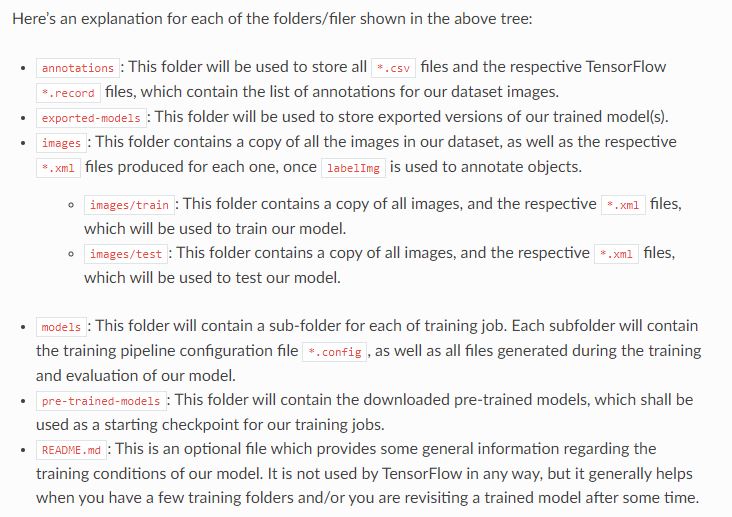 Here's an explanation for each of the folders/filer shown in the above tree:
annotations : This folder will be used to store all *.csv files and the respective TensorFlow
*.record files, which contain the list of annotations for our dataset images.
exported-models : This folder will be used to store exported versions of our trained model(s).
images : This folder contains a copy of all the images in our dataset, as well as the respective
*.xml files produced for each one, once labelImg is used to annotate objects.
images/train : This folder contains a copy of all images, and the respective *.xml files,
which will be used to train our model.
images/test : This folder contains a copy of all images, and the respective *.xml files,
which will be used to test our model.
models : This folder will contain a sub-folder for each of training job. Each subfolder will contain
the training pipeline configuration file *.config , as well as all files generated during the training
and evaluation of our model.
pre-trained-models : This folder will contain the downloaded pre-trained models, which shall be
used as a starting checkpoint for our training jobs.
README.md : This is an optional file which provides some general information regarding the
training conditions of our model. It is not used by TensorFlow in any way, but it generally helps
when you have a few training folders and/or you are revisiting a trained model after some time.